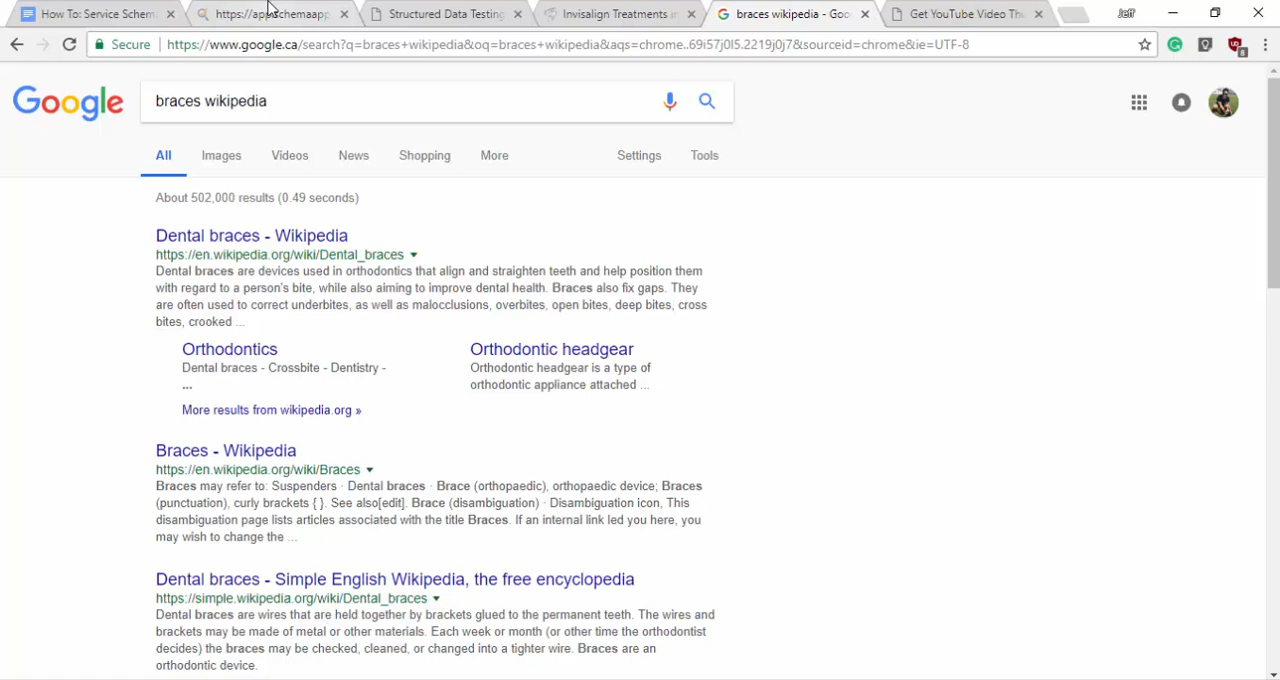 How To: Service Schem
https://app.schemaapp
Structured Data Testing
Invisalign Treatments in
braces wikipedia - Goo
Get YouTube Video Th
Jeff
Secure
https://www.google.ca/search?q=braces+wikipedia&oq=braces+wikipedia&aqs=chrome..69i57j0l5.2219j0j7&sourceid=chrome&ie=UTF-8
8
Google
braces wikipedia
All Images Videos News Shopping More Settings Tools
About 502,000 results (0.49 seconds)
Dental braces - Wikipedia
https://en.wikipedia.org/wiki/Dental_braces
Dental braces are devices used in orthodontics that align and straighten teeth and help position them
with regard to a person's bite, while also aiming to improve dental health. Braces also fix gaps. They
are often used to correct underbites, as well as malocclusions, overbites, open bites, deep bites, cross
bites, crooked ...
Orthodontics
Dental braces - Crossbite - Dentistry -
...
Orthodontic headgear
Orthodontic headgear is a type of
orthodontic appliance attached ...
More results from wikipedia.org »
Braces - Wikipedia
https://en.wikipedia.org/wiki/Braces
Braces may refer to: Suspenders · Dental braces · Brace (orthopaedic), orthopaedic device; Braces
(punctuation), curly brackets { }. See also[edit]. Brace (disambiguation) · Disambiguation icon, This
disambiguation page lists articles associated with the title Braces. If an internal link led you here, you
may wish to change the ...
Dental braces - Simple English Wikipedia, the free encyclopedia
https://simple.wikipedia.org/wiki/Dental_braces
Dental braces are wires that are held together by brackets glued to the permanent teeth. The wires and
brackets may be made of metal or other materials. Each week or month (or other time the orthodontist
decides) the braces may be checked, cleaned, or changed into a tighter wire. Braces are an
orthodontic device.